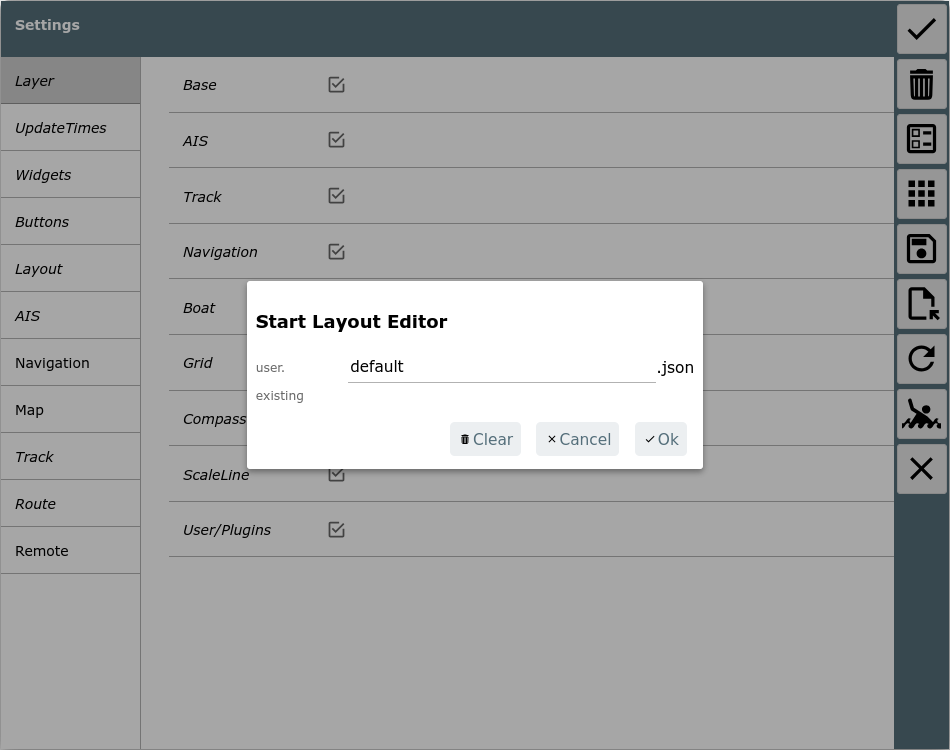 Settings
Layer
UpdateTimes
Widgets
Buttons
Layout
AIS
Navigation
Map
Track
Route
Remote
Base
AIS
Track
Navigation
Boat
Grid
Compass
ScaleLine
User/Plugins
Start Layout Editor
user. default .json
existing
Clear Cancel Ok